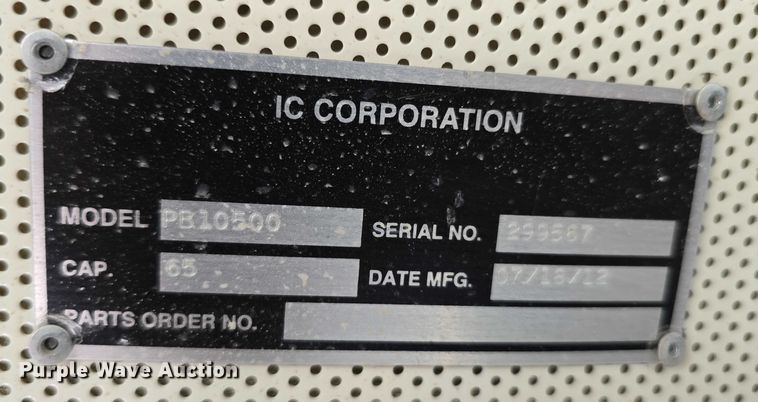 IC CORPORATION
MODEL PB10500 SERIAL NO. 299567
CAP. 65 DATE MFG. 07/18/12
PARTS ORDER NO.
Purple Wave Auction